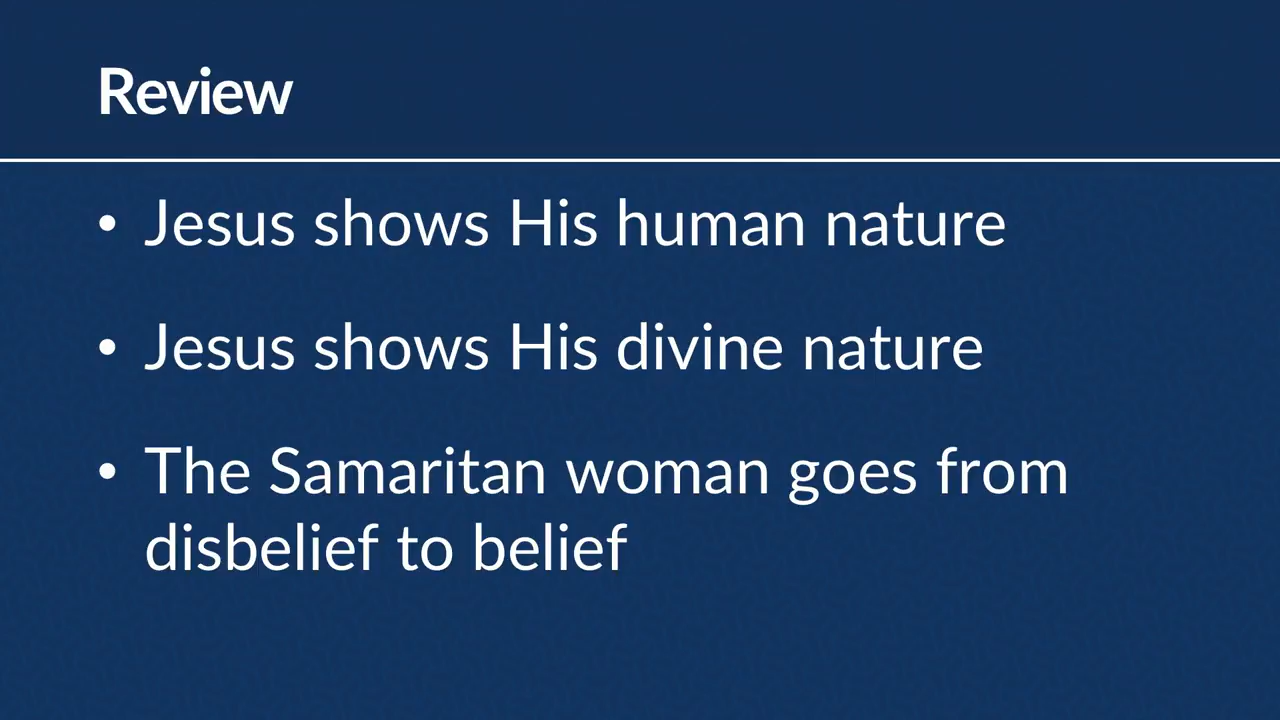 Review
• Jesus shows His human nature
• Jesus shows His divine nature
• The Samaritan woman goes from
disbelief to belief